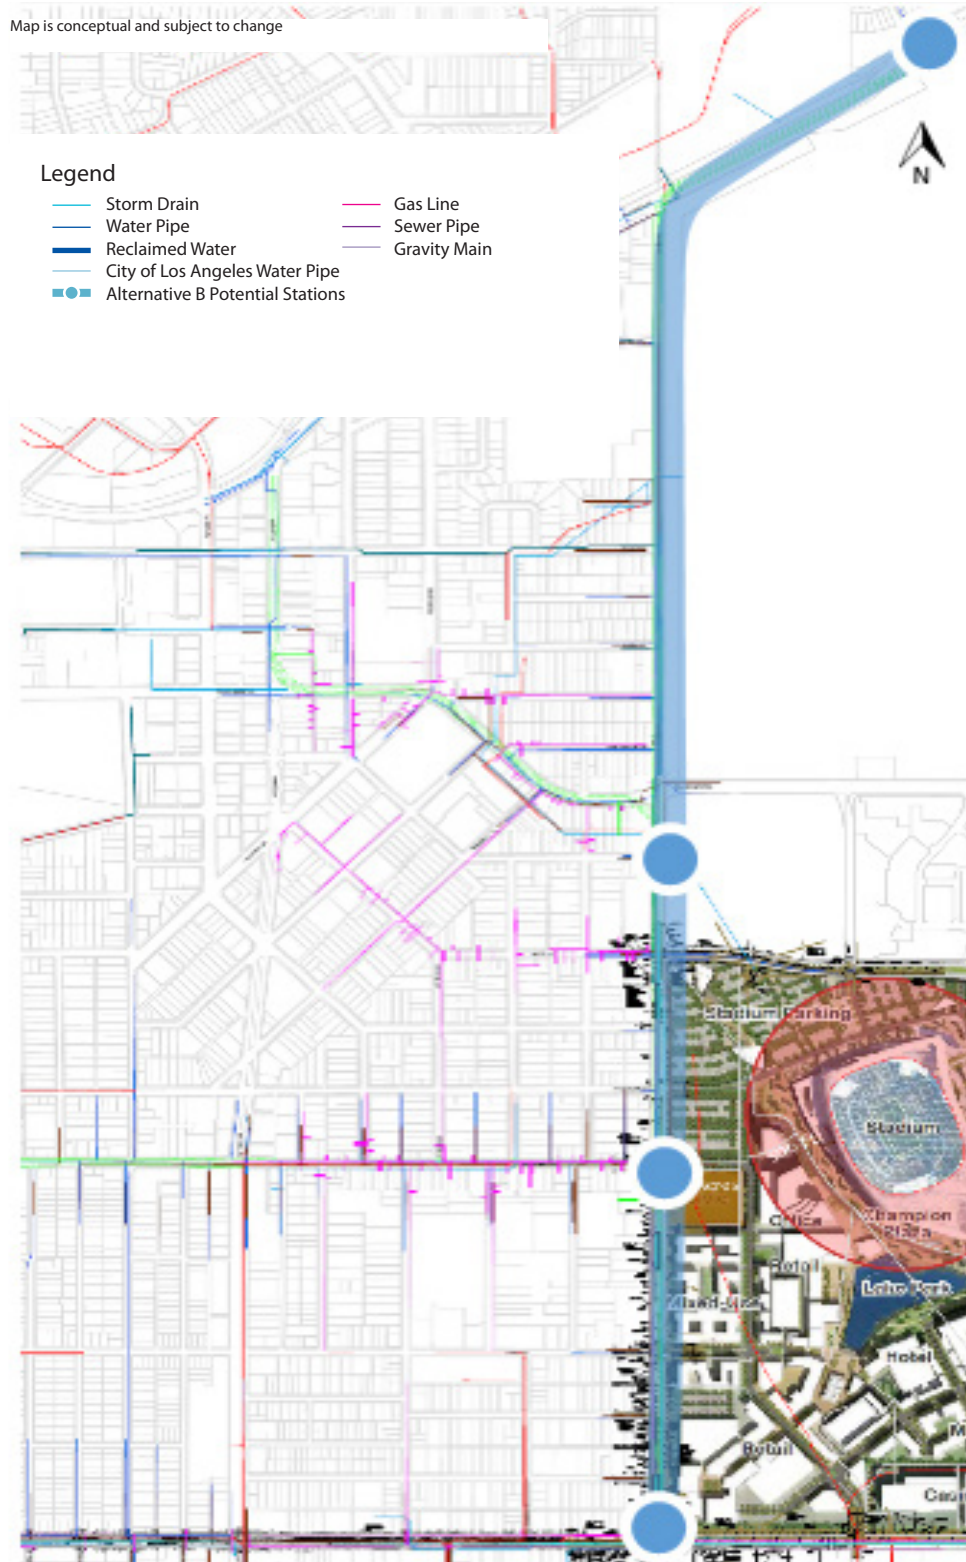 Map is conceptual and subject to change
N
Legend
Storm Drain
Water Pipe
Reclaimed Water
City of Los Angeles Water Pipe
Alternative B Potential Stations
Gas Line
Sewer Pipe
Gravity Main
Stadium Parking
Stadium
Champion
Plaza
Office
Retail
Lake Park
Mixed-Use
Hotel
Retail